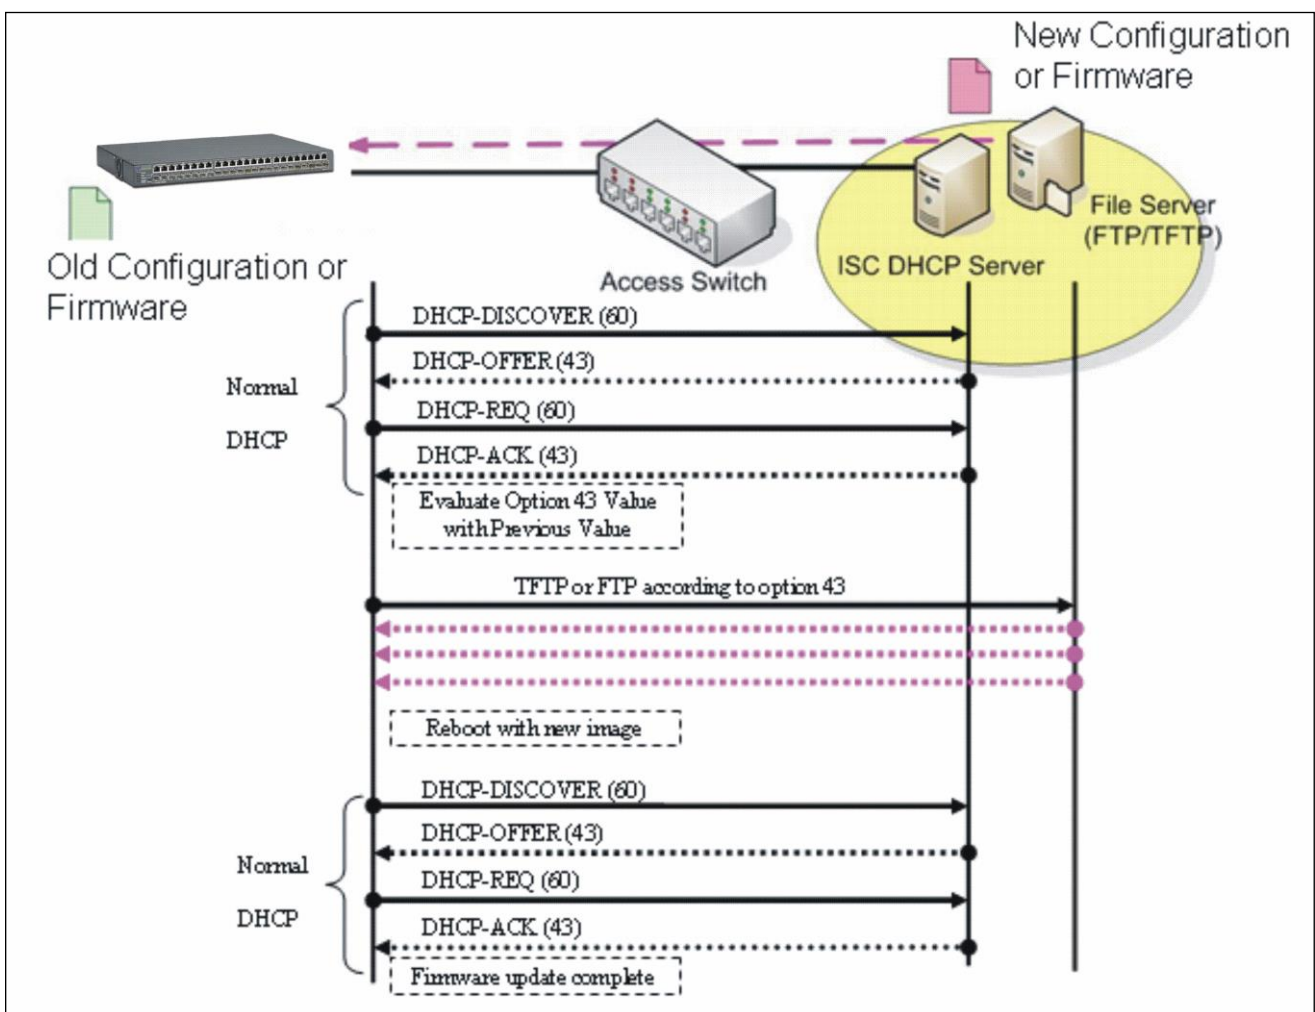 New Configuration
or Firmware
File Server
(FTP/TFTP)
ISC DHCP Server
Access Switch
Old Configuration or
Firmware
DHCP-DISCOVER (60)
DHCP-OFFER (43)
Normal
DHCP-REQ (60)
DHCP
DHCP-ACK (43)
Evaluate Option 43 Value
with Previous Value
TFTP or FTP according to option 43
Reboot with new image
DHCP-DISCOVER (60)
DHCP-OFFER (43)
Normal
DHCP-REQ (60)
DHCP
DHCP-ACK (43)
Firmware update complete